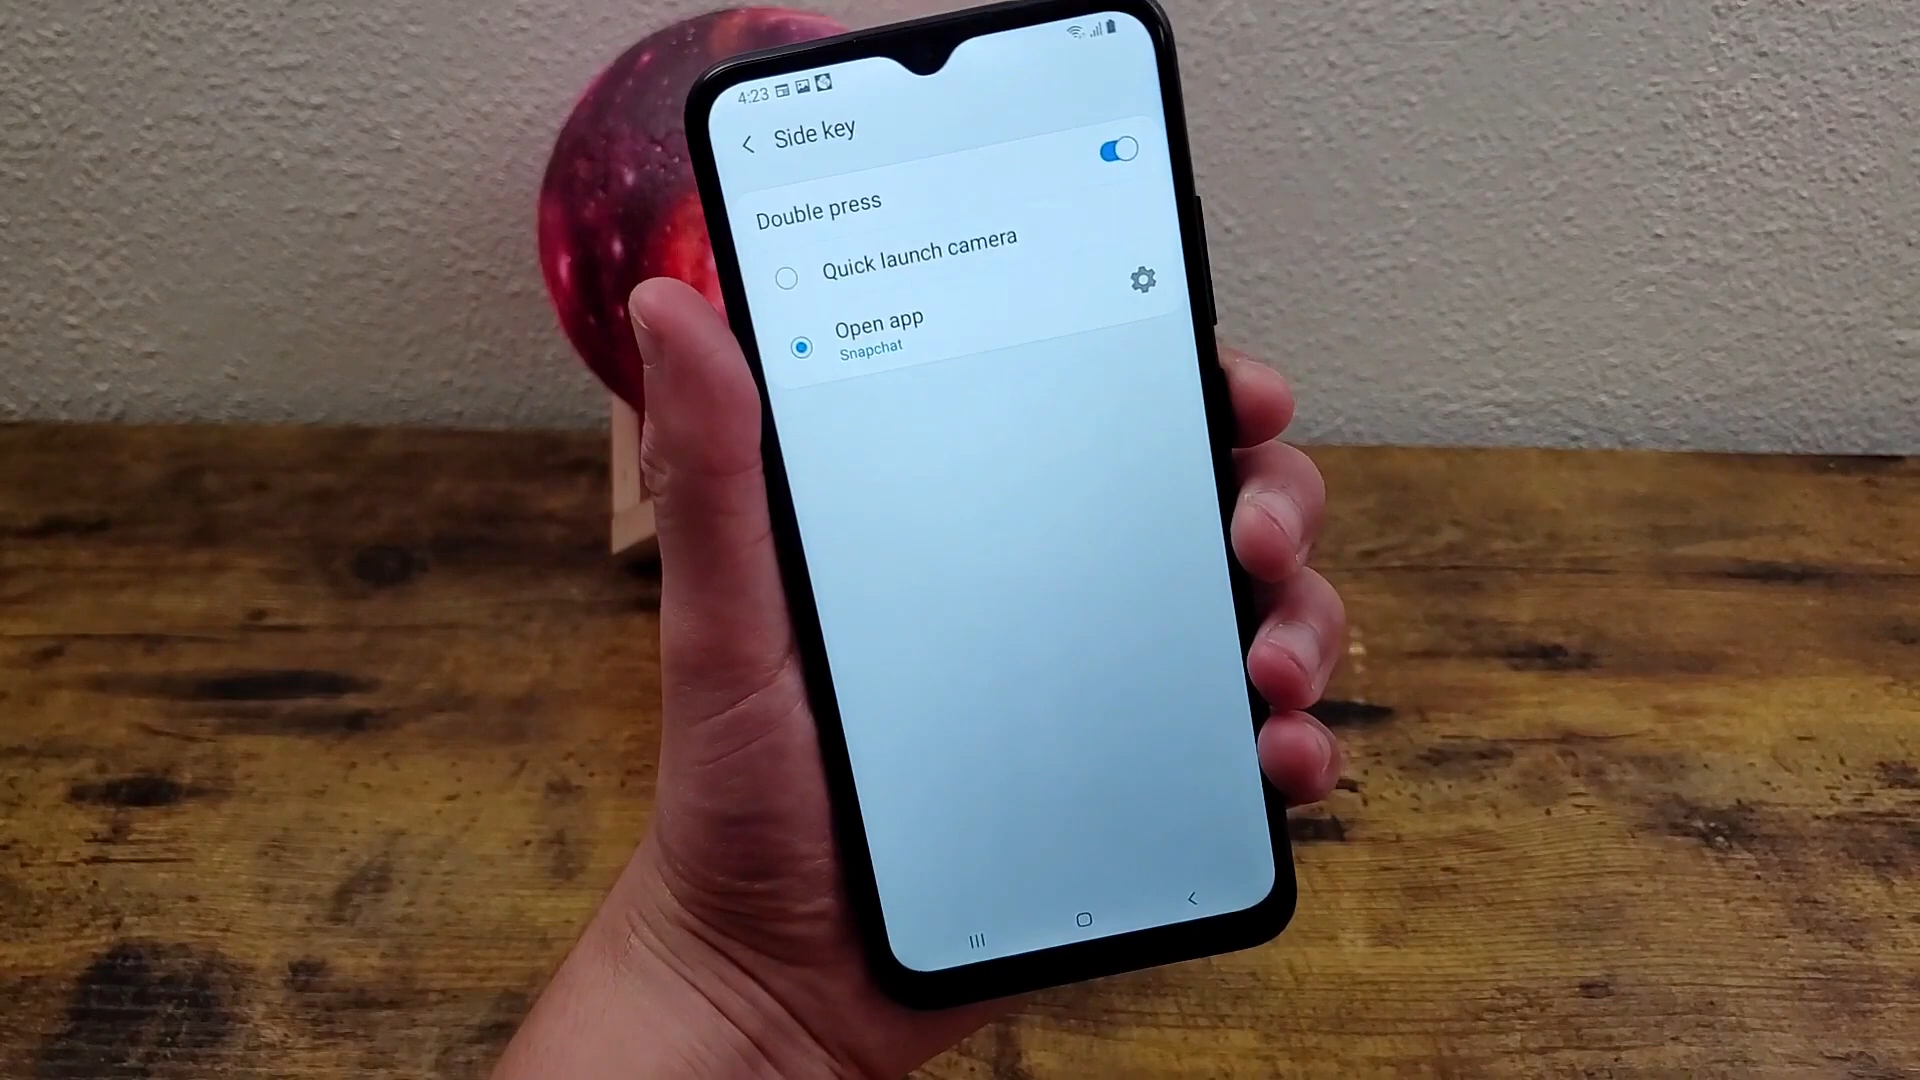 4:23
Side key
Double press
Quick launch camera
Open app
Snapchat